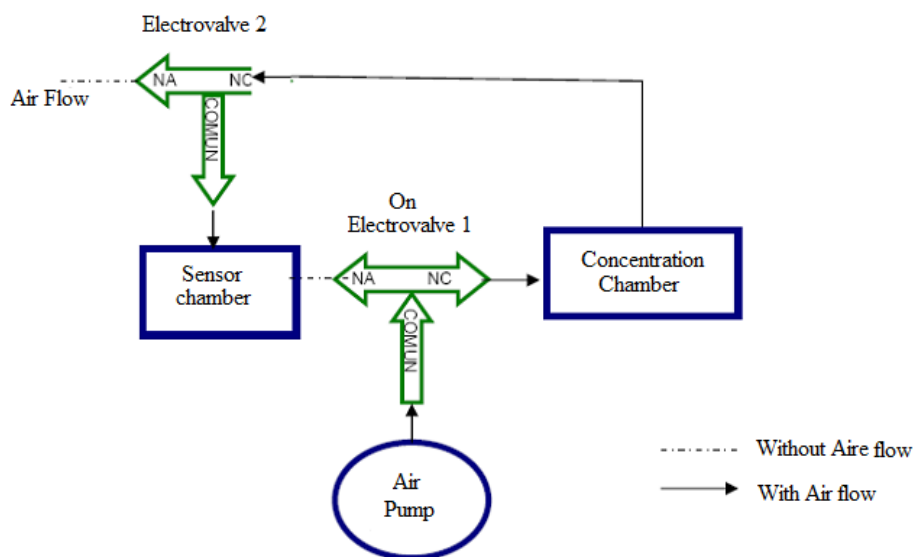 Electrovalve 2
NA
NC
Air Flow
COMUN
On
Electrovalve 1
Sensor
chamber
NA
NC
Concentration
Chamber
COMUN
Air
Pump
Without Aire flow
With Air flow